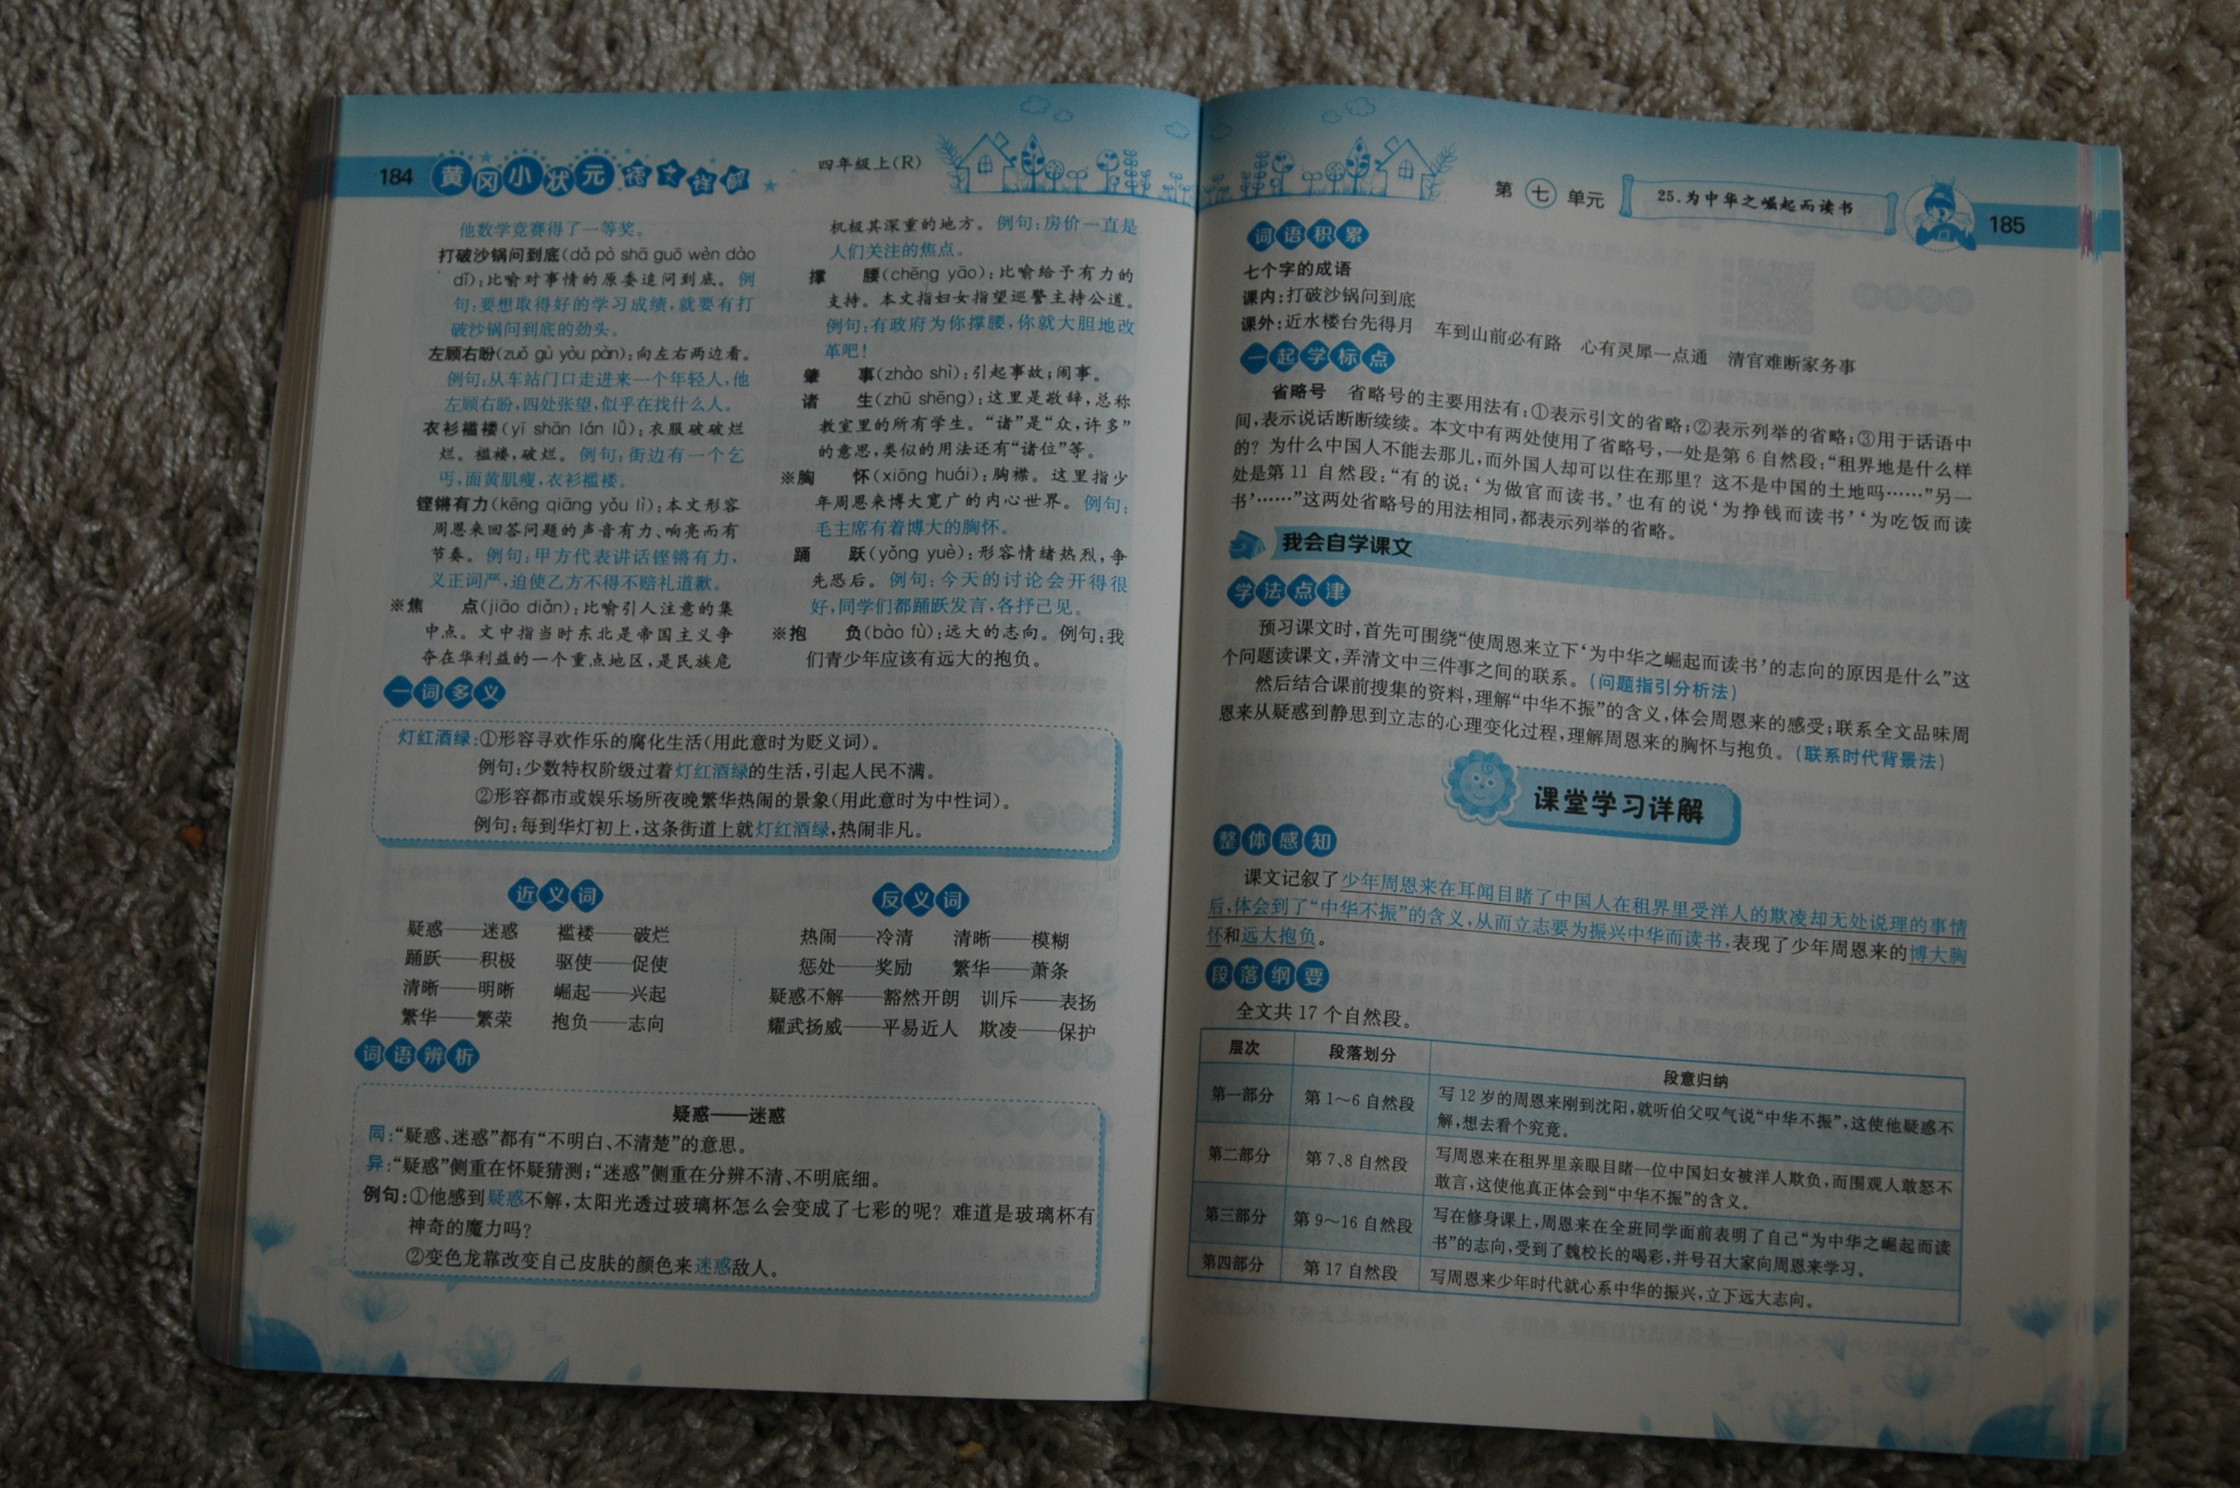 184
黄冈小状元
四年级上(R)
他数学竞赛得了一等奖。
打破沙锅问到底(dǎ pò shā guō wèn dào
dǐ):比喻对事情的原委追问到底。例
句:要想取得好的学习成绩,就要有打
破沙锅问到底的劲头。
左顾右盼(zuǒ gù yòu pàn):向左右两边看。
例句:从车站门口走进来一个年轻人,他
左顾右盼,四处张望,似乎在找什么人。
衣衫褴褛(yī shān lán lǚ):衣服破破烂
烂。褴褛,破烂。例句:街边有一个乞
丐,面黄肌瘦,衣衫褴褛。
铿锵有力(kēng qiāng yǒu lì):本文形容
周恩来回答问题的声音有力、响亮而有
节奏。例句:甲方代表讲话铿锵有力,
义正词严,迫使乙方不得不赔礼道歉。
※焦 点(jiāo diǎn):比喻引人注意的集
中点。文中指当时东北是帝国主义争
夺在华利益的一个重点地区,是民族危
机极其深重的地方。例句:房价一直是
人们关注的焦点。
撑 腰(chēng yāo):比喻给予有力的
支持。本文指妇女指望巡警主持公道。
例句:有政府为你撑腰,你就大胆地改
革吧!
肇 事(zhào shì):引起事故;闹事。
诸 生(zhū shēng):这里是敬辞,总称
教室里的所有学生。“诸”是“众,许多”
的意思,类似的用法还有“诸位”等。
※胸 怀(xiōng huái):胸襟。这里指少
年周恩来博大宽广的内心世界。例句:
毛主席有着博大的胸怀。
踊 跃(yǒng yuè):形容情绪热烈,争
先恐后。例句:今天的讨论会开得很
好,同学们都踊跃发言,各抒己见。
※抱 负(bào fù):远大的志向。例句:我
们青少年应该有远大的抱负。
一词多义
灯红酒绿:①形容寻欢作乐的腐化生活(用此意时为贬义词)。
例句:少数特权阶级过着灯红酒绿的生活,引起人民不满。
②形容都市或娱乐场所夜晚繁华热闹的景象(用此意时为中性词)。
例句:每到华灯初上,这条街道上就灯红酒绿,热闹非凡。
近义词
疑惑——迷惑 褴褛——破烂
踊跃——积极 驱使——促使
清晰——明晰 崛起——兴起
繁华——繁荣 抱负——志向
反义词
热闹——冷清 清晰——模糊
惩处——奖励 繁华——萧条
疑惑不解——豁然开朗 训斥——表扬
耀武扬威——平易近人 欺凌——保护
词语辨析
疑惑——迷惑
同:“疑惑、迷惑”都有“不明白、不清楚”的意思。
异:“疑惑”侧重在怀疑猜测;“迷惑”侧重在分辨不清、不明底细。
例句:①他感到疑惑不解,太阳光透过玻璃杯怎么会变成了七彩的呢?难道是玻璃杯有
神奇的魔力吗?
②变色龙靠改变自己皮肤的颜色来迷惑敌人。
第七单元
25.为中华之崛起而读书
185
词语积累
七个字的成语
课内:打破沙锅问到底
课外:近水楼台先得月 车到山前必有路 心有灵犀一点通 清官难断家务事
一起学标点
省略号 省略号的主要用法有:①表示引文的省略;②表示列举的省略;③用于话语中
间,表示说话断断续续。本文中有两处使用了省略号,一处是第 6 自然段:“租界地是什么样
的?为什么中国人不能去那儿,而外国人却可以住在那里?这不是中国的土地吗……”另一
处是第 11 自然段:“有的说:‘为做官而读书。’也有的说‘为挣钱而读书’‘为吃饭而读
书’……”这两处省略号的用法相同,都表示列举的省略。
我会自学课文
学法点津
预习课文时,首先可围绕“使周恩来立下‘为中华之崛起而读书’的志向的原因是什么”这
个问题读课文,弄清文中三件事之间的联系。(问题指引分析法)
然后结合课前搜集的资料,理解“中华不振”的含义,体会周恩来的感受;联系全文品味周
恩来从疑惑到静思到立志的心理变化过程,理解周恩来的胸怀与抱负。(联系时代背景法)
课堂学习详解
整体感知
课文记叙了少年周恩来在耳闻目睹了中国人在租界里受洋人的欺凌却无处说理的事情
后,体会到了“中华不振”的含义,从而立志要为振兴中华而读书,表现了少年周恩来的博大胸
怀和远大抱负。
段落纲要
全文共 17 个自然段。
层次 段落划分 段意归纳
第一部分 第 1～6 自然段 写 12 岁的周恩来刚到沈阳,就听伯父叹气说“中华不振”,这使他疑惑不
解,想去看个究竟。
第二部分 第 7、8 自然段 写周恩来在租界里亲眼目睹一位中国妇女被洋人欺负,而围观人敢怒不
敢言,这使他真正体会到“中华不振”的含义。
第三部分 第 9～16 自然段 写在修身课上,周恩来在全班同学面前表明了自己“为中华之崛起而读
书”的志向,受到了魏校长的喝彩,并号召大家向周恩来学习。
第四部分 第 17 自然段 写周恩来少年时代就心系中华的振兴,立下远大志向。